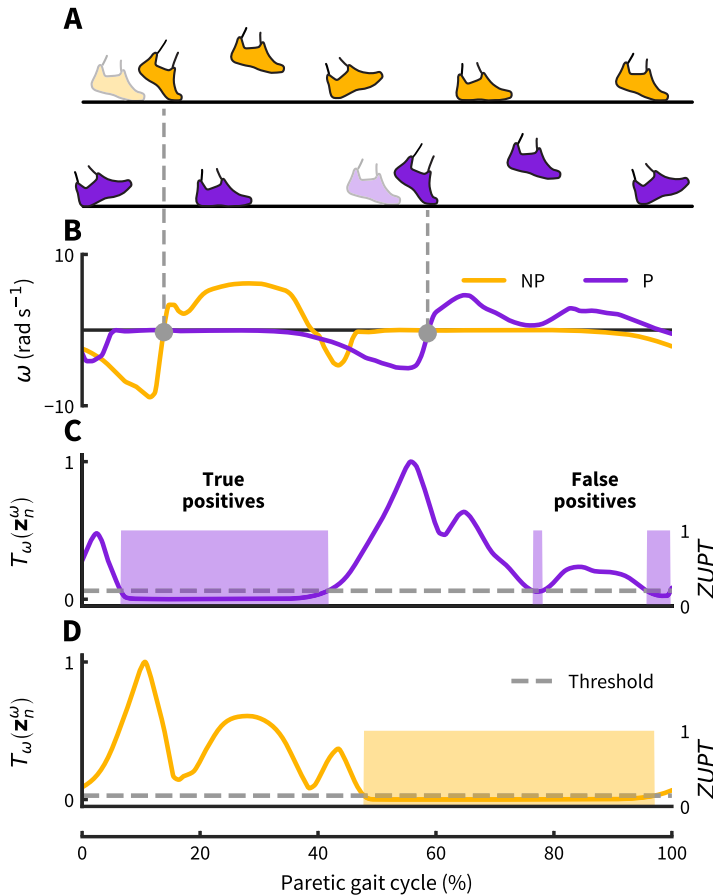 A
B
10
NP
P
ω (rad s⁻¹)
−10
C
1
True
positives
False
positives
T_ω(z_n^ω)
1
ZUPT
0
0
D
1
Threshold
T_ω(z_n^ω)
1
ZUPT
0
0
0
20
40
60
80
100
Paretic gait cycle (%)